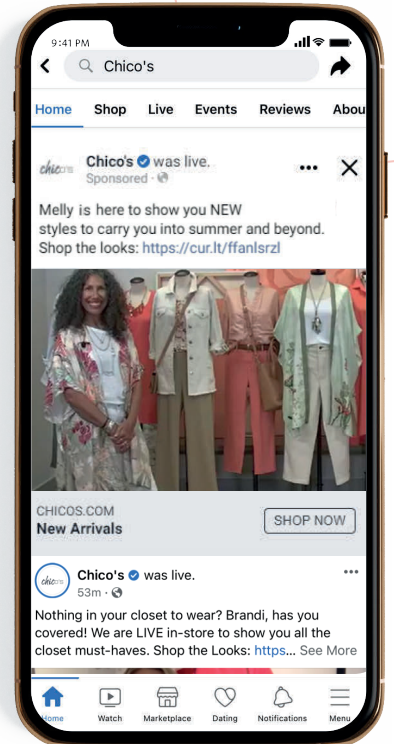 9:41 PM
Chico's
Home Shop Live Events Reviews Abou
chico's
Chico's was live.
Sponsored ·
Melly is here to show you NEW
styles to carry you into summer and beyond.
Shop the looks: https://cur.lt/ffanlsrzl
CHICOS.COM
New Arrivals
SHOP NOW
chico's
Chico's was live.
53m ·
Nothing in your closet to wear? Brandi, has you
covered! We are LIVE in-store to show you all the
closet must-haves. Shop the Looks: https... See More
Home Watch Marketplace Dating Notifications Menu